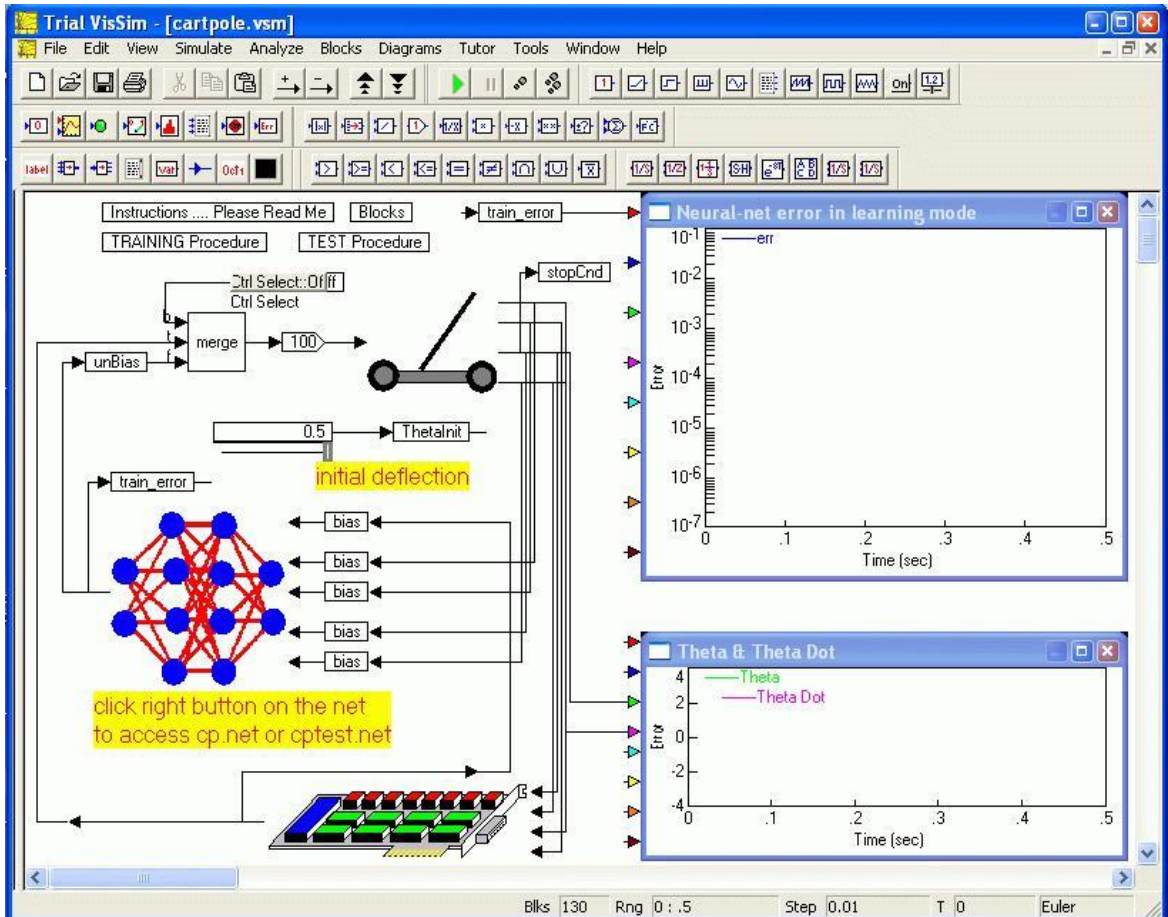 Trial VisSim - [cartpole.vsm]
File Edit View Simulate Analyze Blocks Diagrams Tutor Tools Window Help
label var
Instructions .... Please Read Me Blocks
TRAINING Procedure TEST Procedure
train_error
stopCnd
Ctrl Select::Off
Ctrl Select
merge
100
unBias
0.5
ThetaInit
initial deflection
train_error
bias
bias
bias
bias
bias
click right button on the net
to access cp.net or cptest.net
Neural-net error in learning mode
err
10-1
10-2
10-3
10-4
10-5
10-6
10-7
Error
0 .1 .2 .3 .4 .5
Time (sec)
Theta & Theta Dot
Theta
Theta Dot
4
2
0
-2
-4
Error
0 .1 .2 .3 .4 .5
Time (sec)
Blks 130 Rng 0 : .5 Step 0.01 T 0 Euler